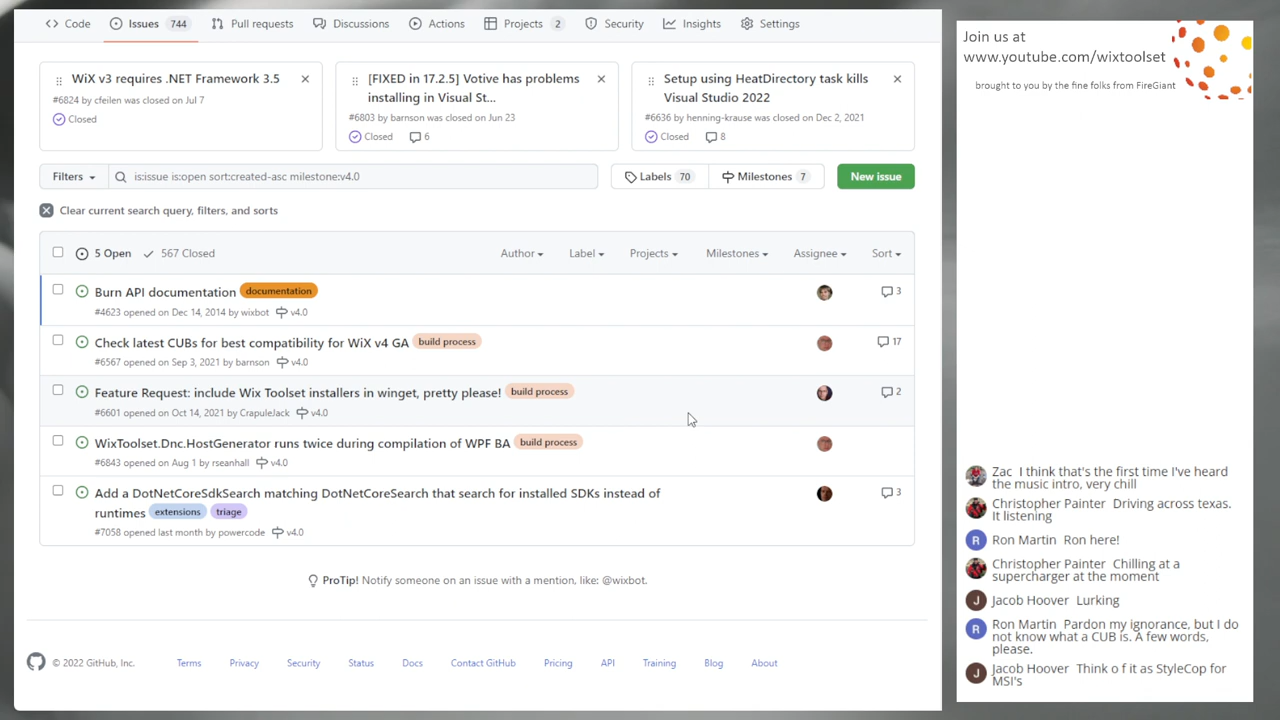 Code
Issues 744
Pull requests
Discussions
Actions
Projects 2
Security
Insights
Settings
WiX v3 requires .NET Framework 3.5
#6824 by cfeilen was closed on Jul 7
Closed
[FIXED in 17.2.5] Votive has problems
installing in Visual St...
#6803 by barnson was closed on Jun 23
Closed 6
Setup using HeatDirectory task kills
Visual Studio 2022
#6636 by henning-krause was closed on Dec 2, 2021
Closed 8
Filters
is:issue is:open sort:created-asc milestone:v4.0
Labels 70
Milestones 7
New issue
Clear current search query, filters, and sorts
5 Open 567 Closed
Author
Label
Projects
Milestones
Assignee
Sort
Burn API documentation documentation
3
#4623 opened on Dec 14, 2014 by wixbot v4.0
Check latest CUBs for best compatibility for WiX v4 GA build process
17
#6567 opened on Sep 3, 2021 by barnson v4.0
Feature Request: include Wix Toolset installers in winget, pretty please! build process
2
#6601 opened on Oct 14, 2021 by CrapuleJack v4.0
WixToolset.Dnc.HostGenerator runs twice during compilation of WPF BA build process
#6843 opened on Aug 1 by rseanhall v4.0
Add a DotNetCoreSdkSearch matching DotNetCoreSearch that search for installed SDKs instead of
3
runtimes extensions triage
#7058 opened last month by powercode v4.0
ProTip! Notify someone on an issue with a mention, like: @wixbot.
© 2022 GitHub, Inc.
Terms
Privacy
Security
Status
Docs
Contact GitHub
Pricing
API
Training
Blog
About
Join us at
www.youtube.com/wixtoolset
brought to you by the fine folks from FireGiant
Zac I think that's the first time I've heard
the music intro, very chill
Christopher Painter Driving across texas.
It listening
R Ron Martin Ron here!
Christopher Painter Chilling at a
supercharger at the moment
J Jacob Hoover Lurking
R Ron Martin Pardon my ignorance, but I do
not know what a CUB is. A few words,
please.
J Jacob Hoover Think o f it as StyleCop for
MSI's